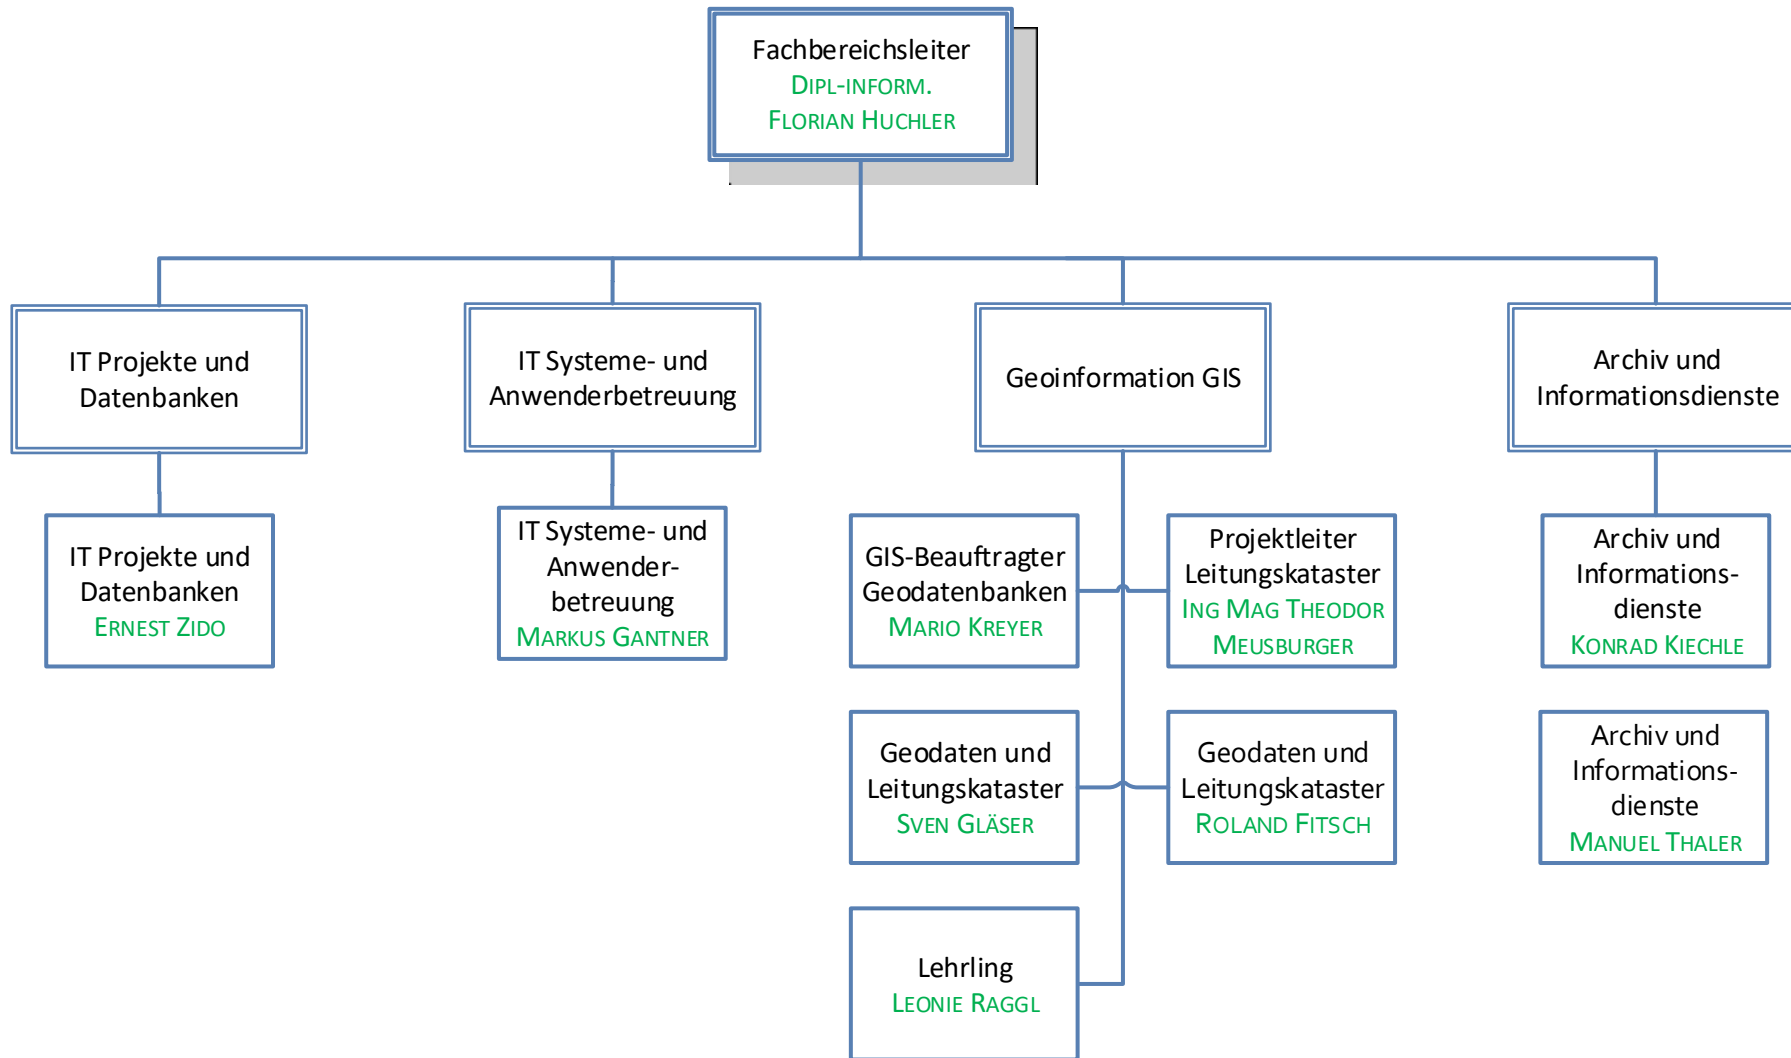 Fachbereichsleiter
DIPL-INFORM.
FLORIAN HUCHLER
IT Projekte und
Datenbanken
IT Systeme- und
Anwenderbetreuung
Geoinformation GIS
Archiv und
Informationsdienste
IT Projekte und
Datenbanken
ERNEST ZIDO
IT Systeme- und
Anwender-
betreuung
MARKUS GANTNER
GIS-Beauftragter
Geodatenbanken
MARIO KREYER
Projektleiter
Leitungskataster
ING MAG THEODOR
MEUSBURGER
Archiv und
Informations-
dienste
KONRAD KIECHLE
Geodaten und
Leitungskataster
SVEN GLÄSER
Geodaten und
Leitungskataster
ROLAND FITSCH
Archiv und
Informations-
dienste
MANUEL THALER
Lehrling
LEONIE RAGGL